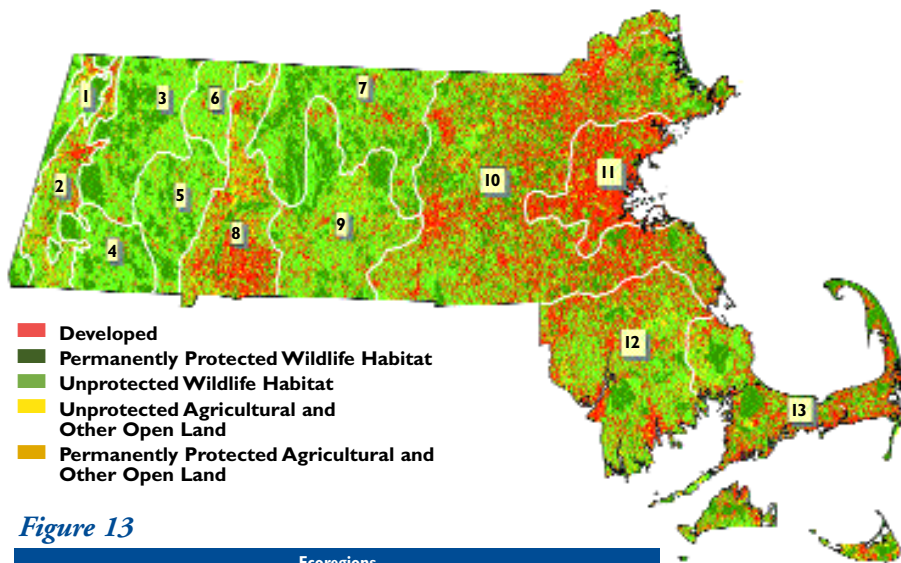 1
3
6
7
2
5
10
11
4
8
9
12
13
Developed
Permanently Protected Wildlife Habitat
Unprotected Wildlife Habitat
Unprotected Agricultural and
Other Open Land
Permanently Protected Agricultural and
Other Open Land
Figure 13
Ecoregions